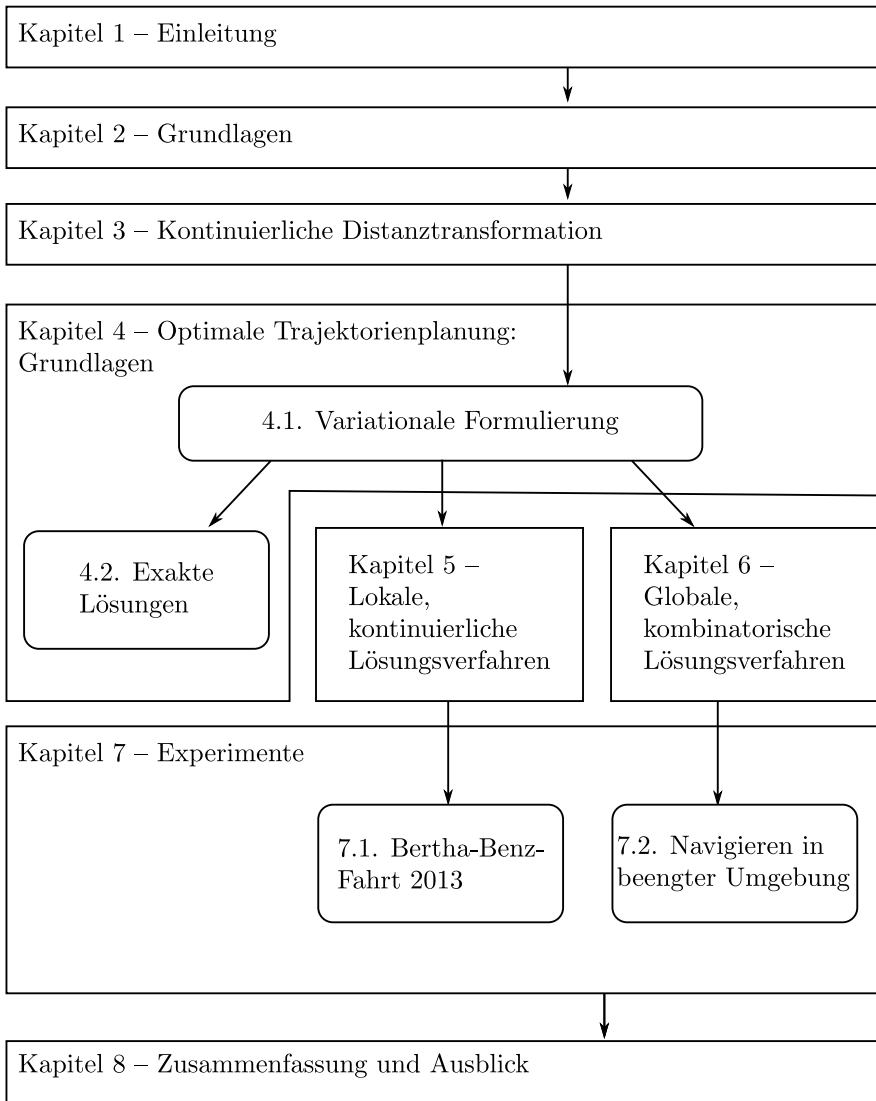 Kapitel 1 – Einleitung
Kapitel 2 – Grundlagen
Kapitel 3 – Kontinuierliche Distanztransformation
Kapitel 4 – Optimale Trajektorienplanung:
Grundlagen
4.1. Variationale Formulierung
4.2. Exakte
Lösungen
Kapitel 5 –
Lokale,
kontinuierliche
Lösungsverfahren
Kapitel 6 –
Globale,
kombinatorische
Lösungsverfahren
Kapitel 7 – Experimente
7.1. Bertha-Benz-
Fahrt 2013
7.2. Navigieren in
beengter Umgebung
Kapitel 8 – Zusammenfassung und Ausblick